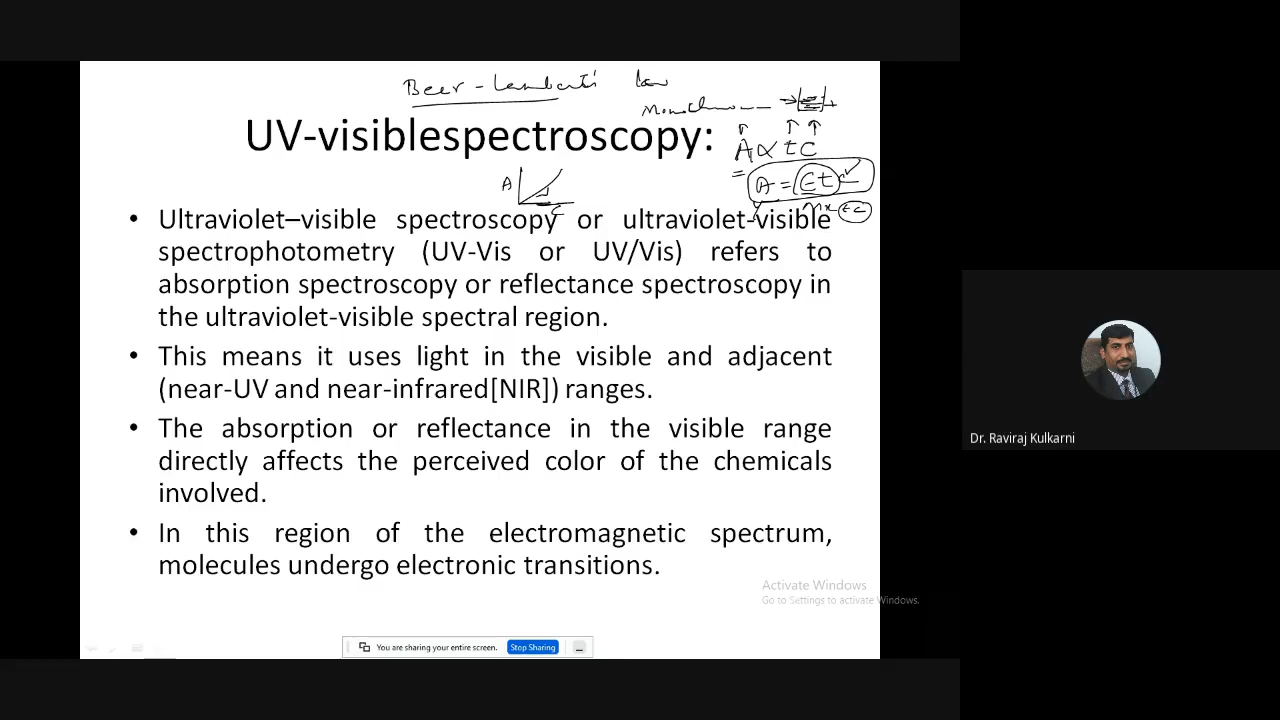 Beer - Lambert's law
UV-visiblespectroscopy:
A ∝ t C
A
A = Et
C
• Ultraviolet–visible spectroscopy or ultraviolet-visible
spectrophotometry (UV-Vis or UV/Vis) refers to
absorption spectroscopy or reflectance spectroscopy in
the ultraviolet-visible spectral region.
• This means it uses light in the visible and adjacent
(near-UV and near-infrared[NIR]) ranges.
• The absorption or reflectance in the visible range
directly affects the perceived color of the chemicals
involved.
Dr. Raviraj Kulkarni
• In this region of the electromagnetic spectrum,
molecules undergo electronic transitions.
Activate Windows
Go to Settings to activate Windows.
You are sharing your entire screen. Stop Sharing